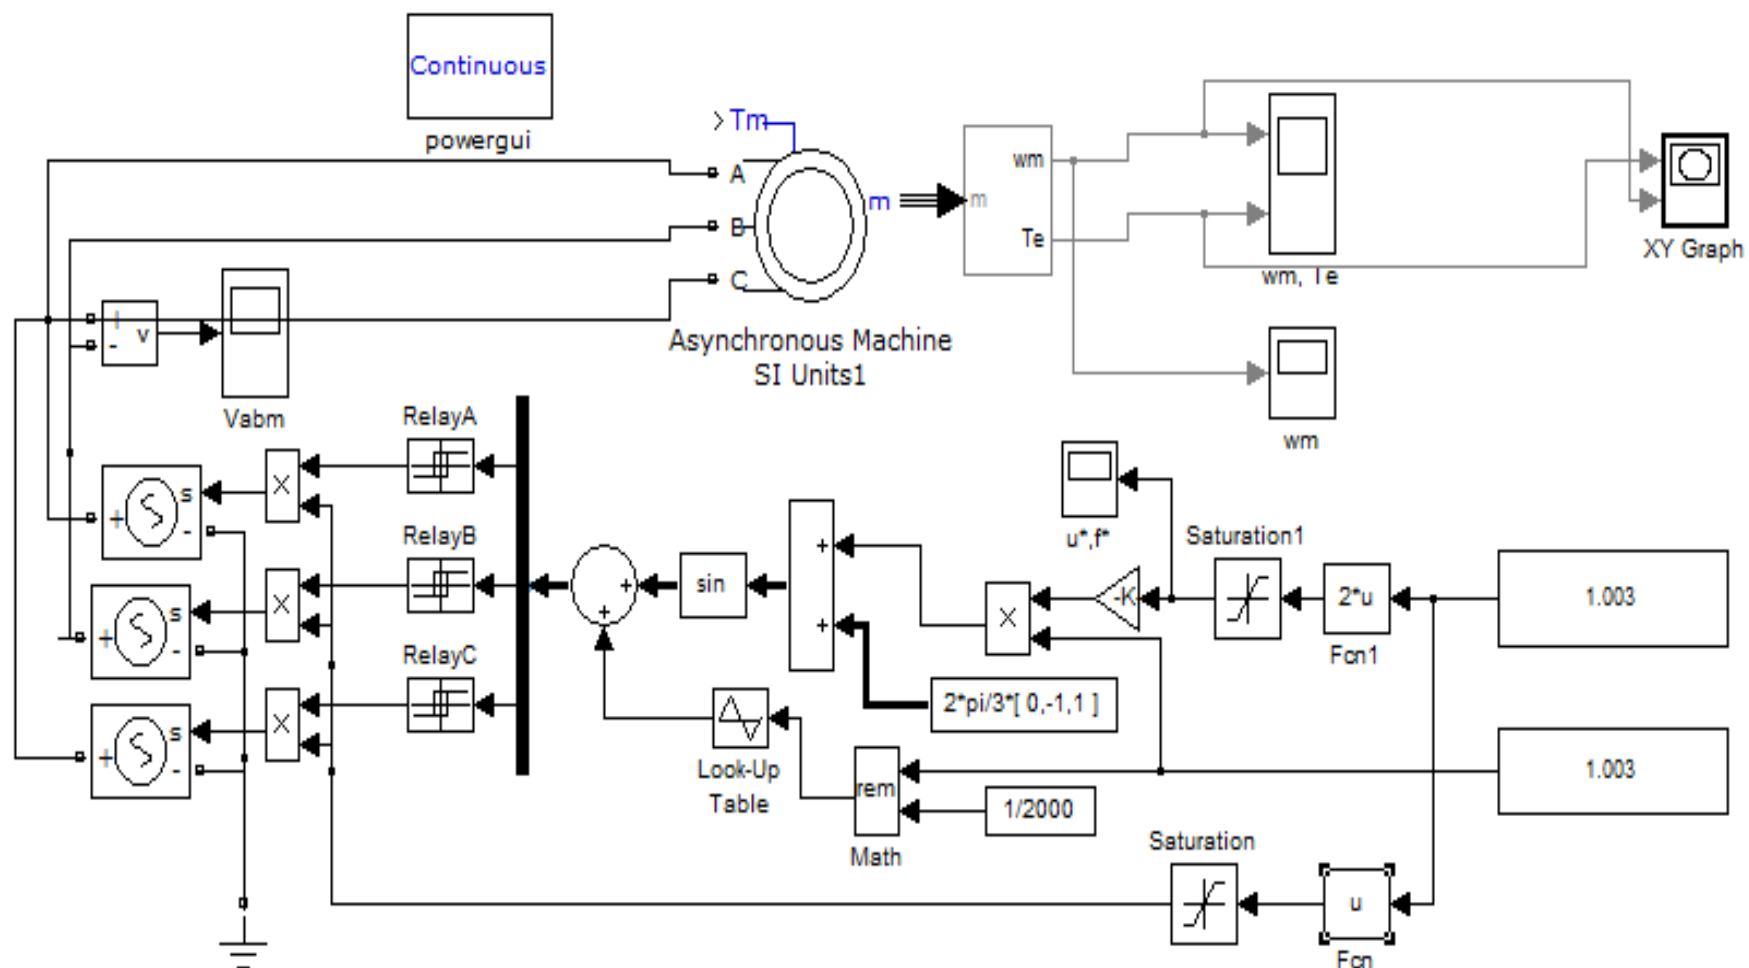 Continuous
powergui
Tm
A
B
C
m
m
wm
Te
wm, Te
XY Graph
Asynchronous Machine
SI Units1
+
-
v
Vabm
wm
RelayA
s
+
-
X
RelayB
s
+
-
X
RelayC
s
+
-
X
+
+
sin
+
+
X
-K-
u*,f*
Saturation1
2*u
Fcn1
1.003
2*pi/3*[ 0,-1,1 ]
Look-Up
Table
rem
Math
1/2000
1.003
Saturation
u
Fcn